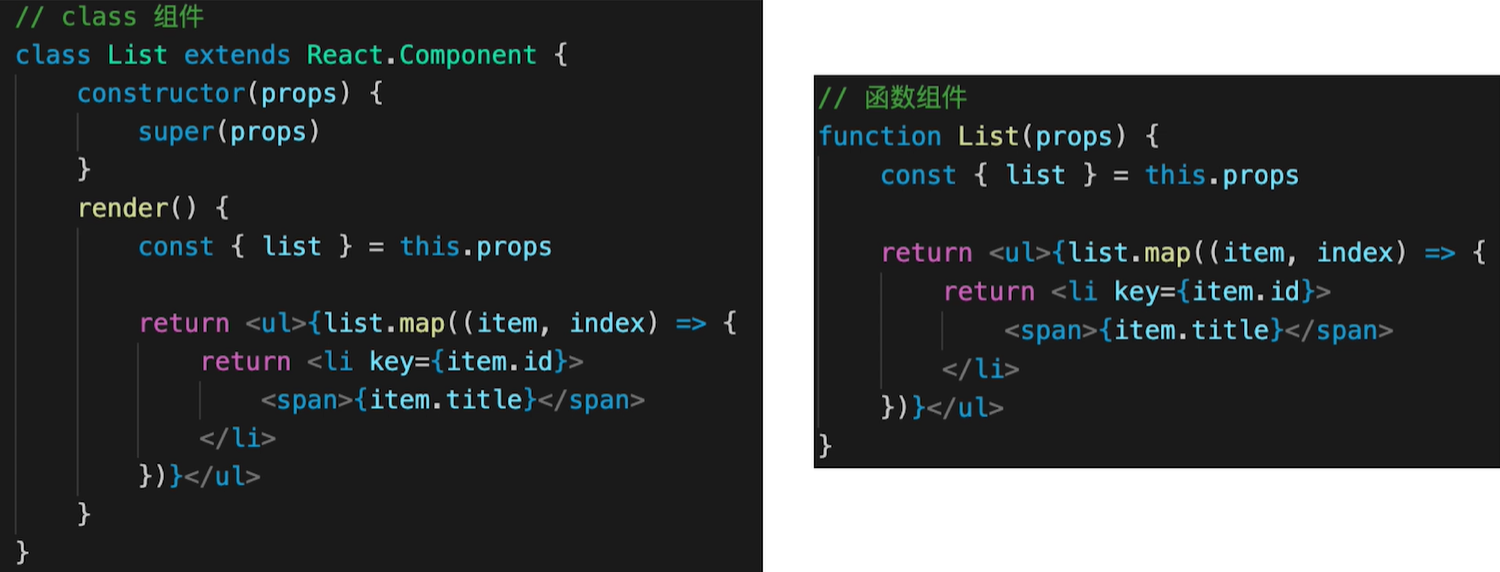 // class 组件
class List extends React.Component {
    constructor(props) {
        super(props)
    }
    render() {
        const { list } = this.props

        return <ul>{list.map((item, index) => {
            return <li key={item.id}>
                <span>{item.title}</span>
            </li>
        })}</ul>
    }
}
// 函数组件
function List(props) {
    const { list } = this.props

    return <ul>{list.map((item, index) => {
        return <li key={item.id}>
            <span>{item.title}</span>
        </li>
    })}</ul>
}